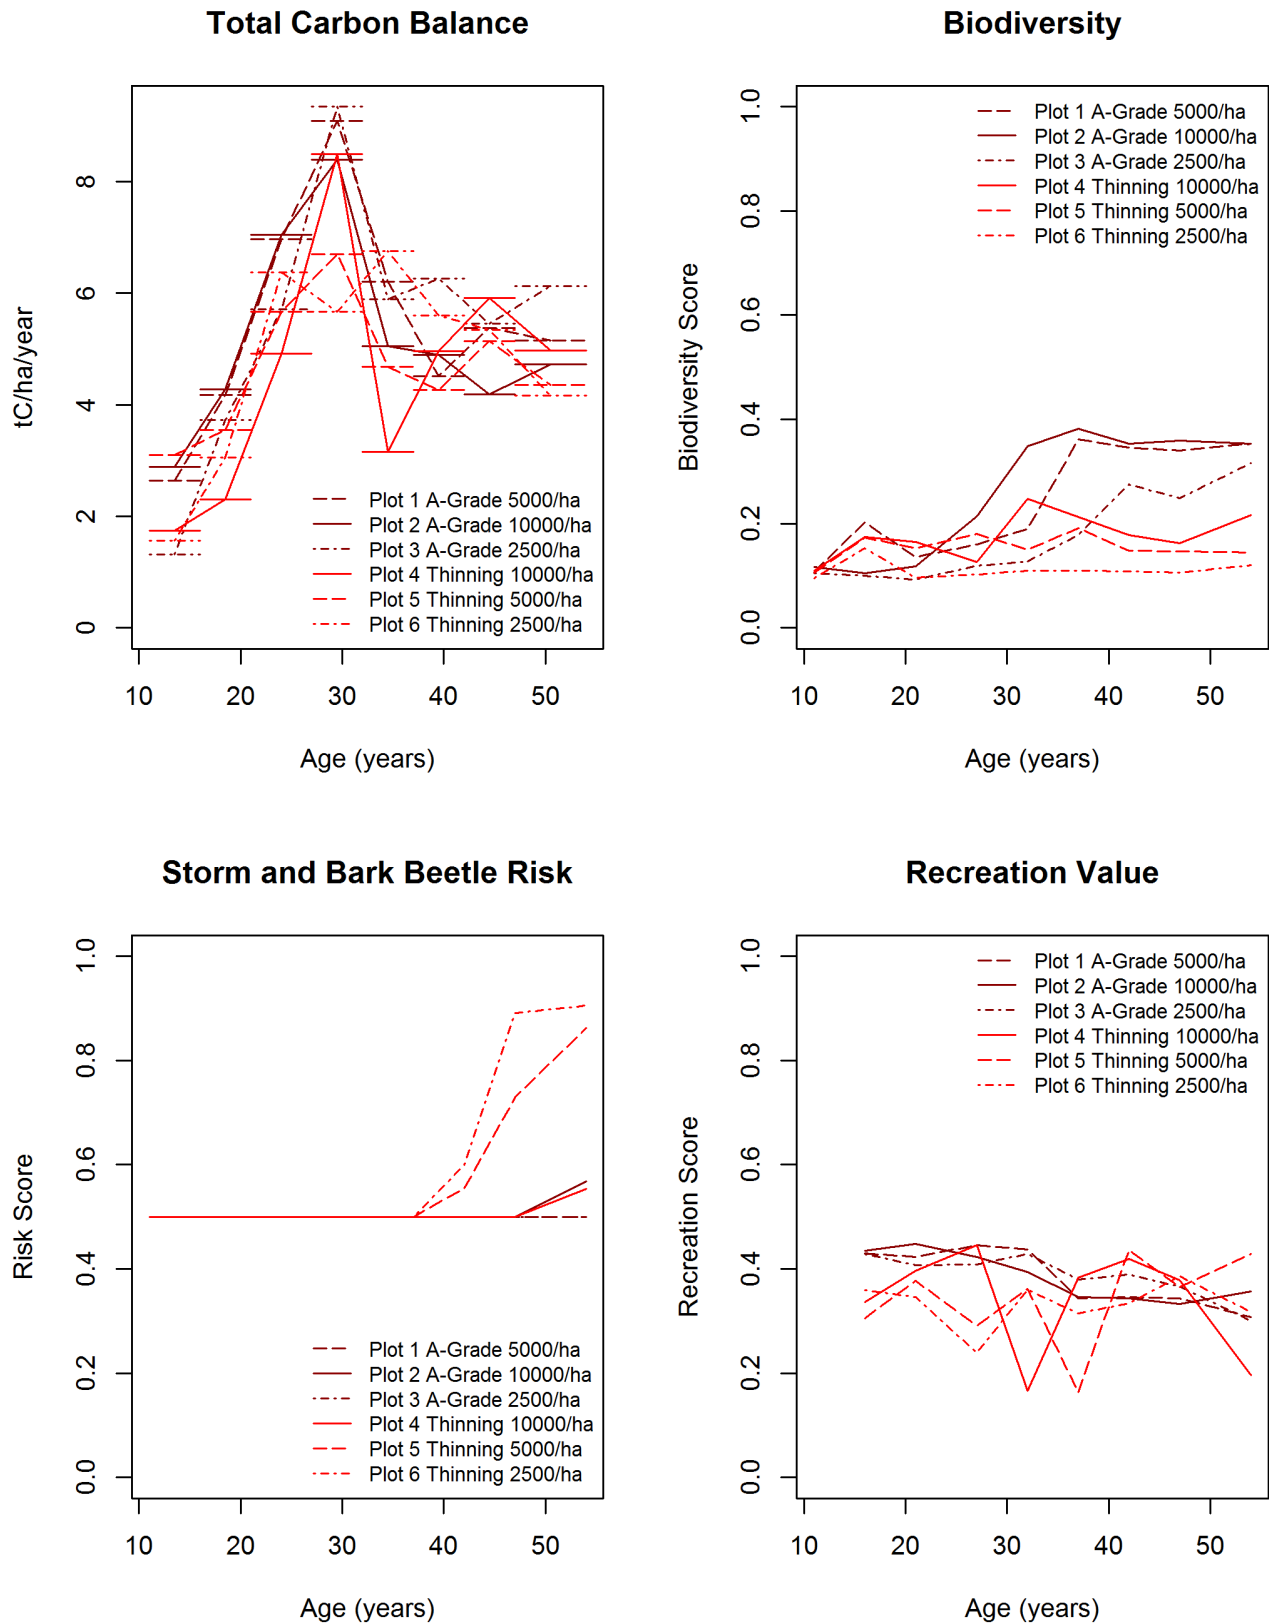 Total Carbon Balance
tC/ha/year
0
2
4
6
8
Plot 1 A-Grade 5000/ha
Plot 2 A-Grade 10000/ha
Plot 3 A-Grade 2500/ha
Plot 4 Thinning 10000/ha
Plot 5 Thinning 5000/ha
Plot 6 Thinning 2500/ha
10 20 30 40 50
Age (years)
Biodiversity
Biodiversity Score
0.0
0.2
0.4
0.6
0.8
1.0
Plot 1 A-Grade 5000/ha
Plot 2 A-Grade 10000/ha
Plot 3 A-Grade 2500/ha
Plot 4 Thinning 10000/ha
Plot 5 Thinning 5000/ha
Plot 6 Thinning 2500/ha
10 20 30 40 50
Age (years)
Storm and Bark Beetle Risk
Risk Score
0.0
0.2
0.4
0.6
0.8
1.0
Plot 1 A-Grade 5000/ha
Plot 2 A-Grade 10000/ha
Plot 3 A-Grade 2500/ha
Plot 4 Thinning 10000/ha
Plot 5 Thinning 5000/ha
Plot 6 Thinning 2500/ha
10 20 30 40 50
Age (years)
Recreation Value
Recreation Score
0.0
0.2
0.4
0.6
0.8
1.0
Plot 1 A-Grade 5000/ha
Plot 2 A-Grade 10000/ha
Plot 3 A-Grade 2500/ha
Plot 4 Thinning 10000/ha
Plot 5 Thinning 5000/ha
Plot 6 Thinning 2500/ha
10 20 30 40 50
Age (years)